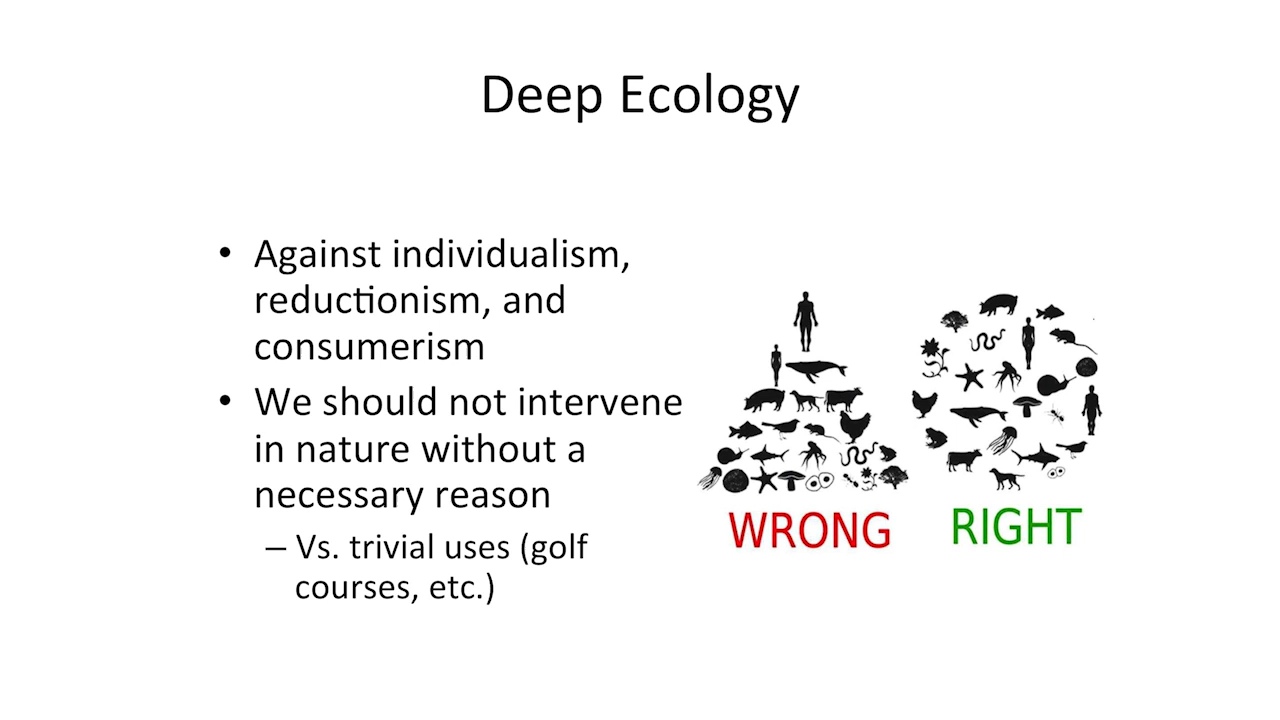 Deep Ecology
• Against individualism,
reductionism, and
consumerism
• We should not intervene
in nature without a
necessary reason
– Vs. trivial uses (golf
courses, etc.)
WRONG
RIGHT